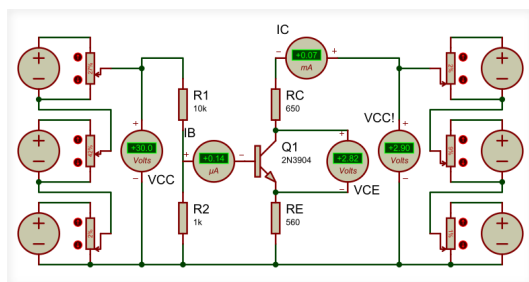 IC
+0.07
mA
R1
10k
RC
650
VCC!
IB
+30.0
Volts
VCC
+0.14
µA
Q1
2N3904
+2.82
Volts
VCE
+2.90
Volts
R2
1k
RE
560